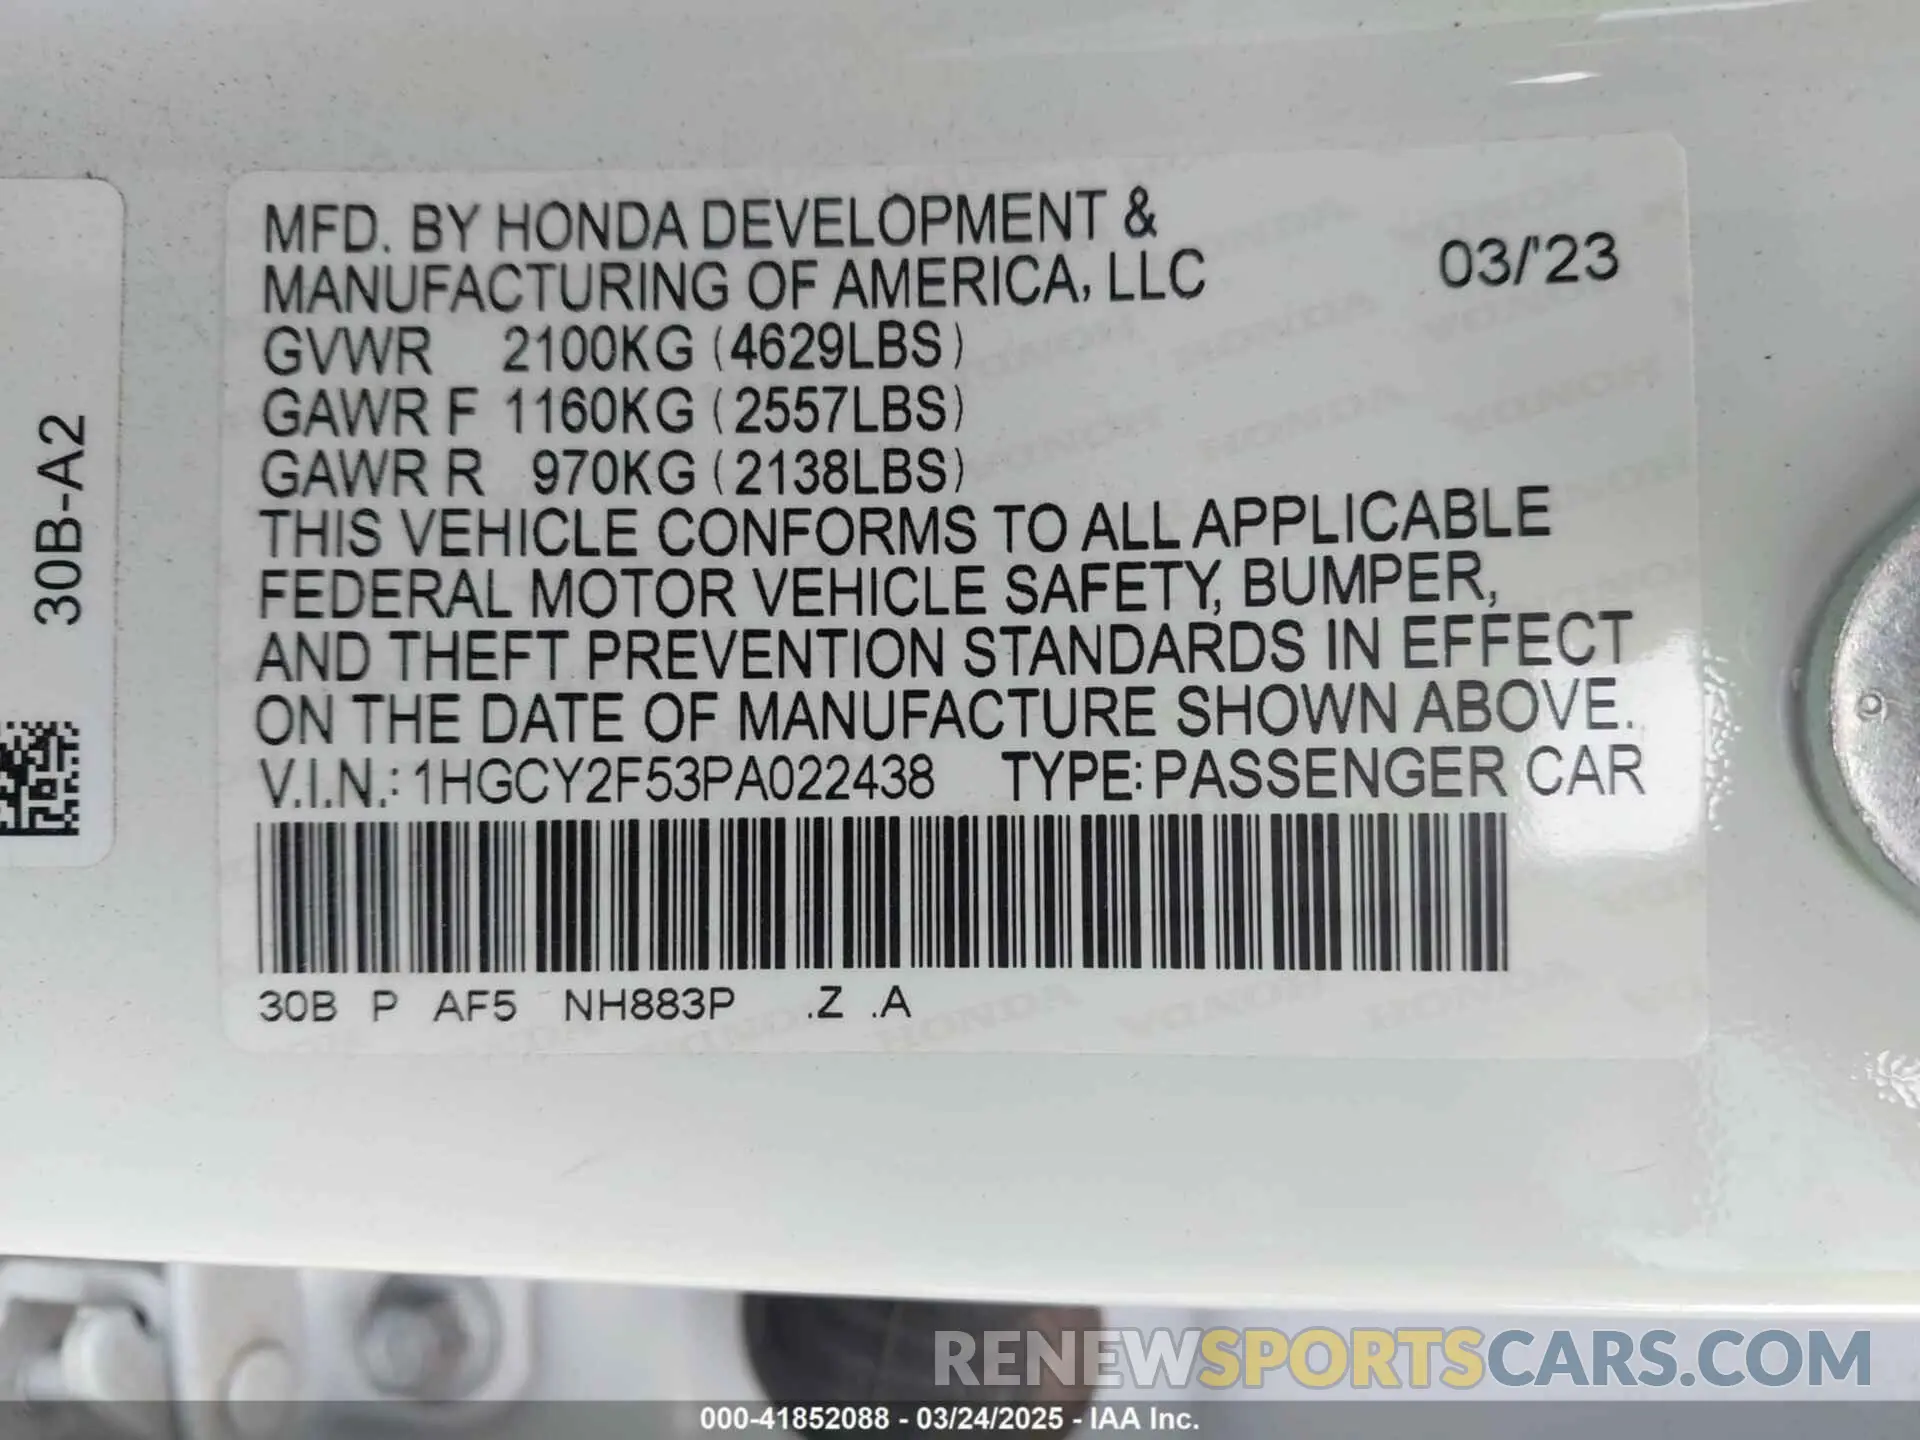 MFD. BY HONDA DEVELOPMENT &
MANUFACTURING OF AMERICA, LLC 03/'23
GVWR 2100KG (4629LBS)
GAWR F 1160KG (2557LBS)
GAWR R 970KG (2138LBS)
THIS VEHICLE CONFORMS TO ALL APPLICABLE
FEDERAL MOTOR VEHICLE SAFETY, BUMPER,
AND THEFT PREVENTION STANDARDS IN EFFECT
ON THE DATE OF MANUFACTURE SHOWN ABOVE.
V.I.N.: 1HGCY2F53PA022438 TYPE: PASSENGER CAR
30B P AF5 NH883P .Z .A
30B-A2
RENEWSPORTSCARS.COM
000-41852088 - 03/24/2025 - IAA Inc.